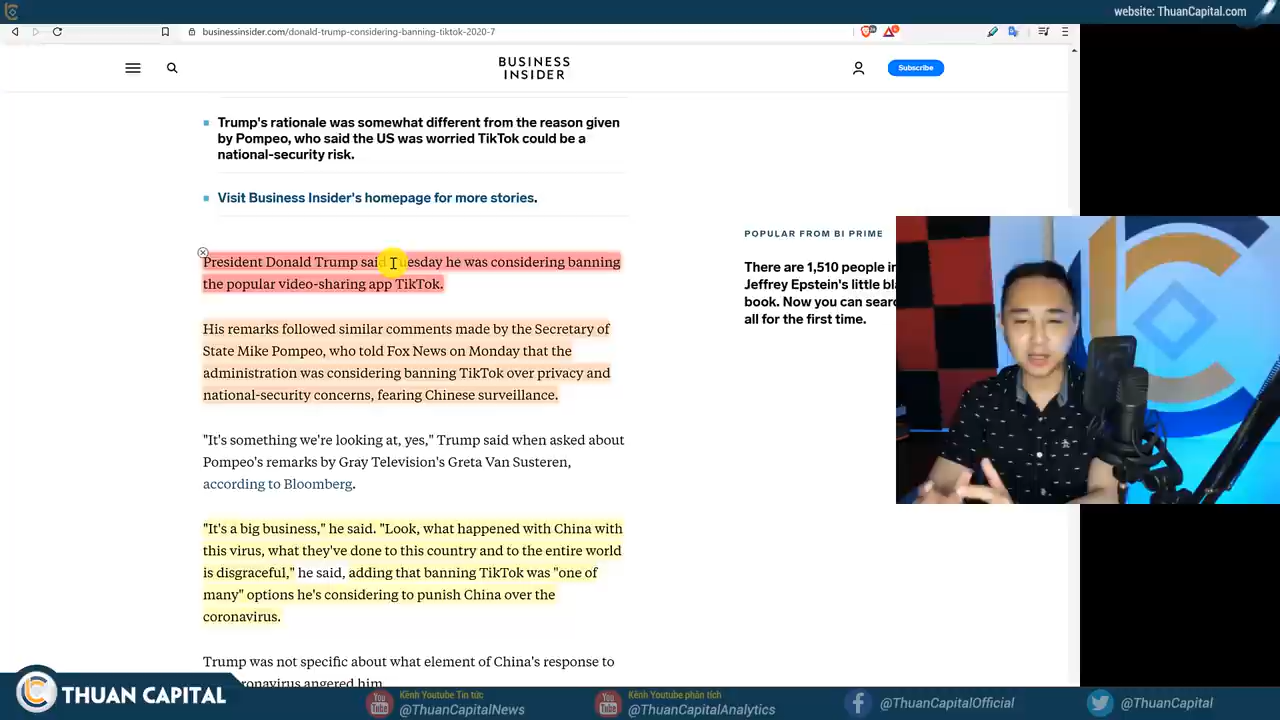 website: ThuanCapital.com
businessinsider.com/donald-trump-considering-banning-tiktok-2020-7
BUSINESS
INSIDER
Subscribe
Trump's rationale was somewhat different from the reason given
by Pompeo, who said the US was worried TikTok could be a
national-security risk.
Visit Business Insider's homepage for more stories.
President Donald Trump said Tuesday he was considering banning
the popular video-sharing app TikTok.
His remarks followed similar comments made by the Secretary of
State Mike Pompeo, who told Fox News on Monday that the
administration was considering banning TikTok over privacy and
national-security concerns, fearing Chinese surveillance.
"It's something we're looking at, yes," Trump said when asked about
Pompeo's remarks by Gray Television's Greta Van Susteren,
according to Bloomberg.
"It's a big business," he said. "Look, what happened with China with
this virus, what they've done to this country and to the entire world
is disgraceful," he said, adding that banning TikTok was "one of
many" options he's considering to punish China over the
coronavirus.
Trump was not specific about what element of China's response to
coronavirus angered him.
POPULAR FROM BI PRIME
There are 1,510 people in
Jeffrey Epstein's little
book. Now you can
all for the first time.
THUAN CAPITAL
You Tube
Kênh Youtube Tin tức:
@ThuanCapitalNews
You Tube
Kênh Youtube phân tích
@ThuanCapitalAnalytics
@ThuanCapitalOfficial
@ThuanCapital